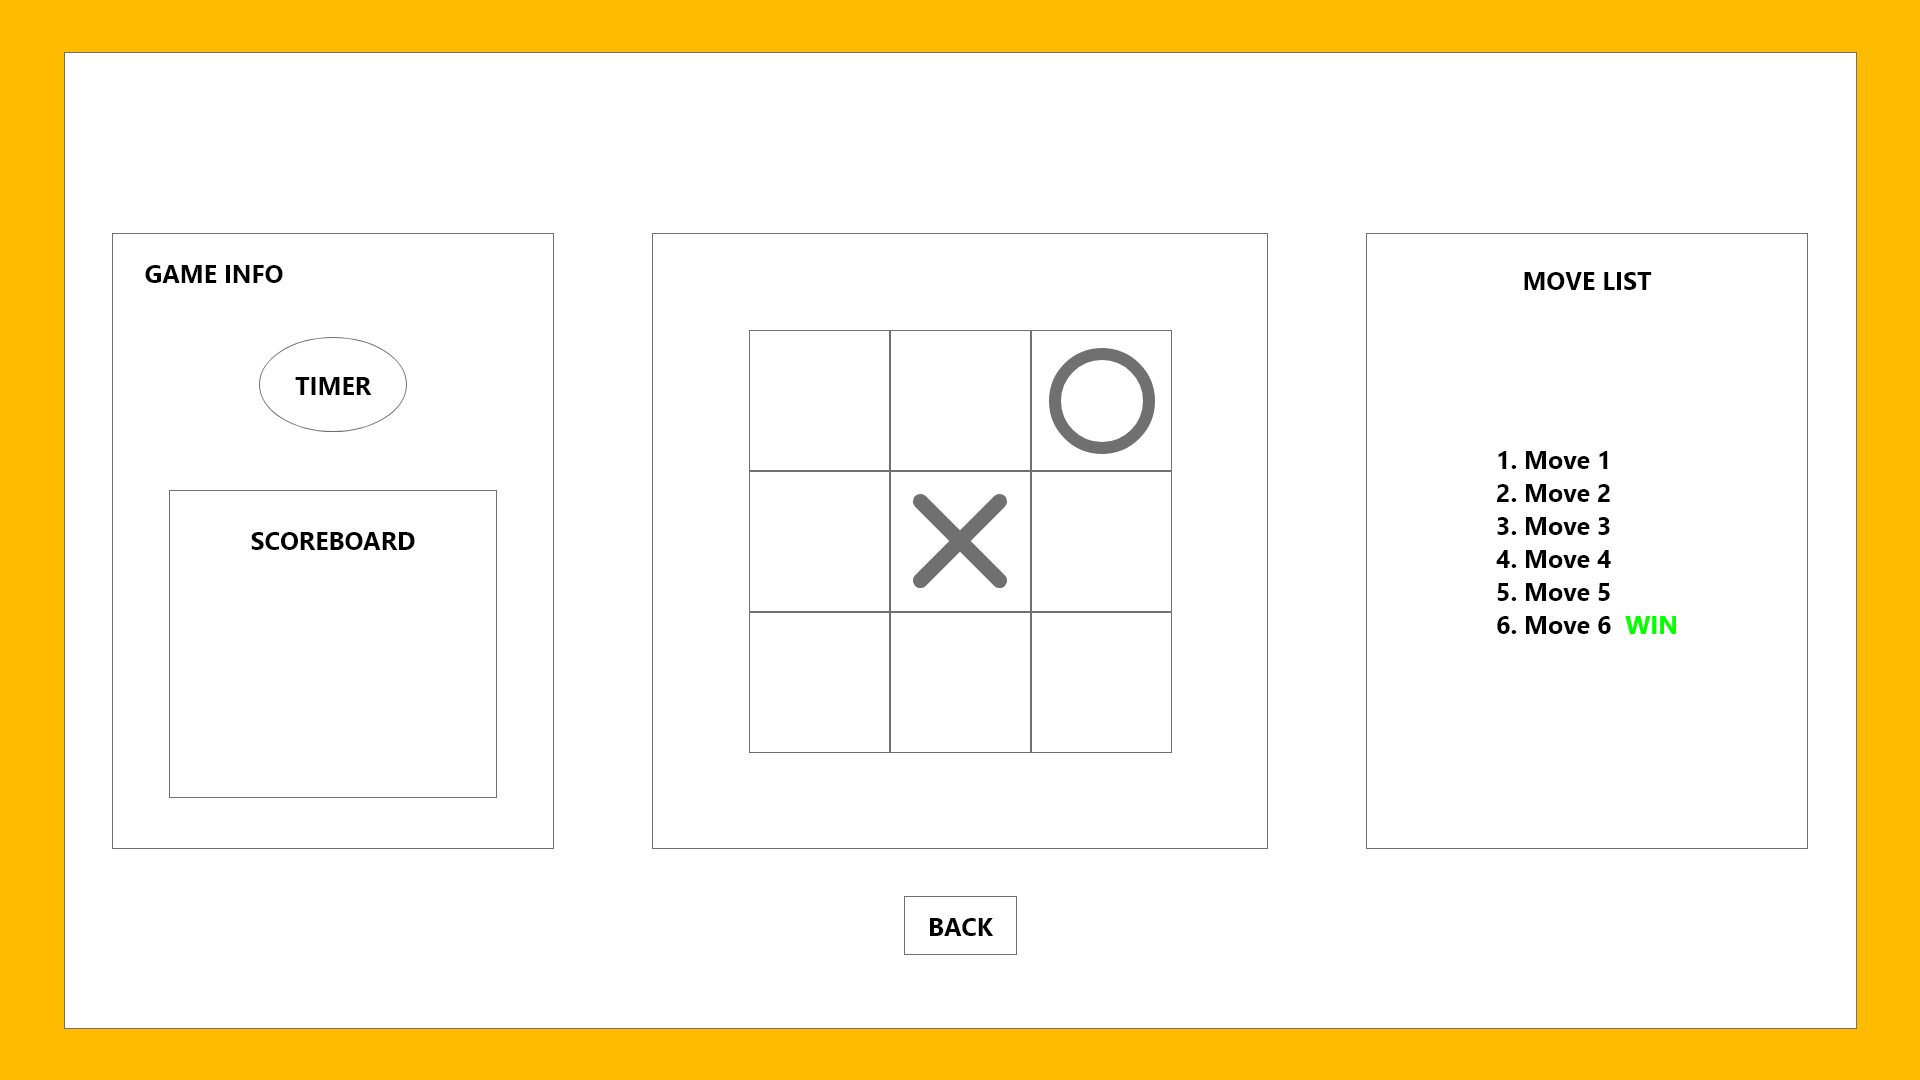 GAME INFO
TIMER
SCOREBOARD
MOVE LIST
1. Move 1
2. Move 2
3. Move 3
4. Move 4
5. Move 5
6. Move 6 WIN
BACK